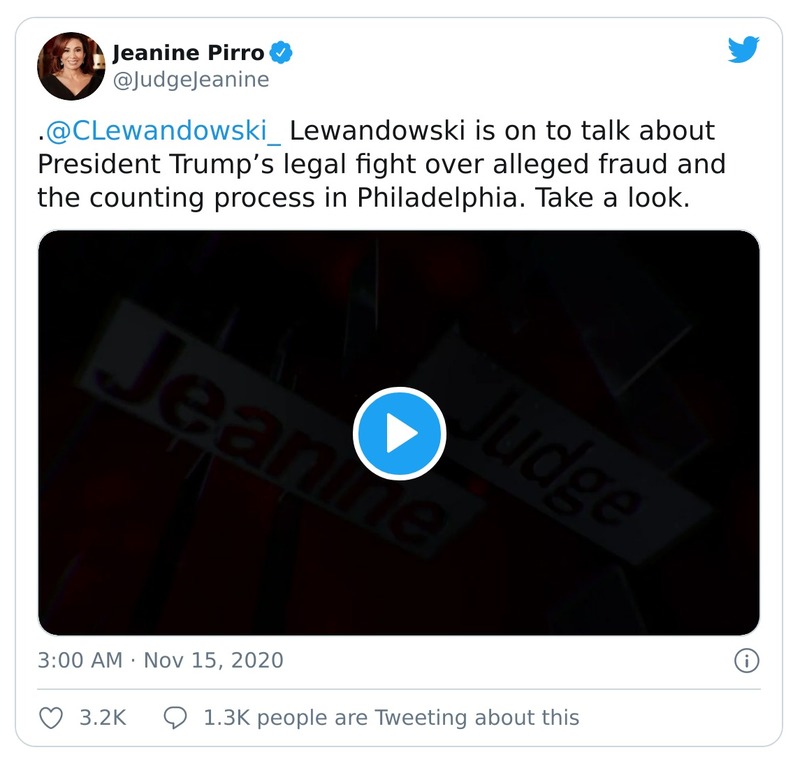 Jeanine Pirro
@JudgeJeanine
.@CLewandowski_ Lewandowski is on to talk about
President Trump’s legal fight over alleged fraud and
the counting process in Philadelphia. Take a look.
Jeanine
Judge
3:00 AM · Nov 15, 2020
3.2K
1.3K people are Tweeting about this